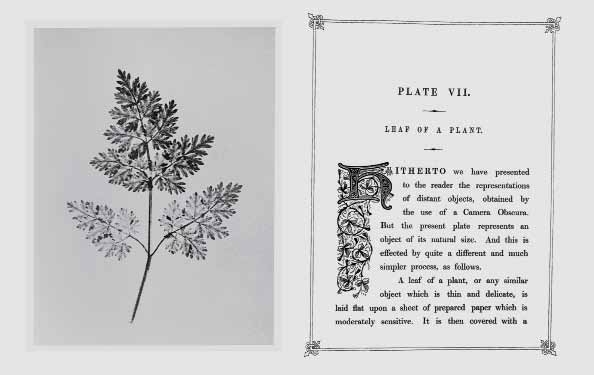 PLATE VII.
LEAF OF A PLANT.
HITHERTO we have presented
to the reader the representations
of distant objects, obtained by
the use of a Camera Obscura.
But the present plate represents an
object of its natural size. And this is
effected by quite a different and much
simpler process, as follows.
A leaf of a plant, or any similar
object which is thin and delicate, is
laid flat upon a sheet of prepared paper which is
moderately sensitive. It is then covered with a